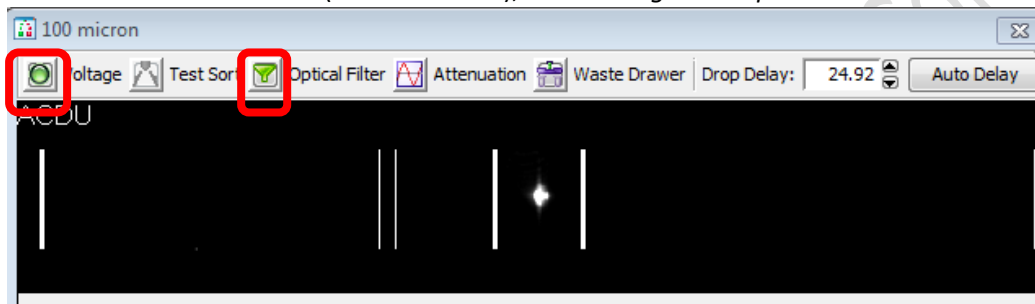 100 micron
Voltage Test Sort Optical Filter Attenuation Waste Drawer Drop Delay: 24.92 Auto Delay
ACDU